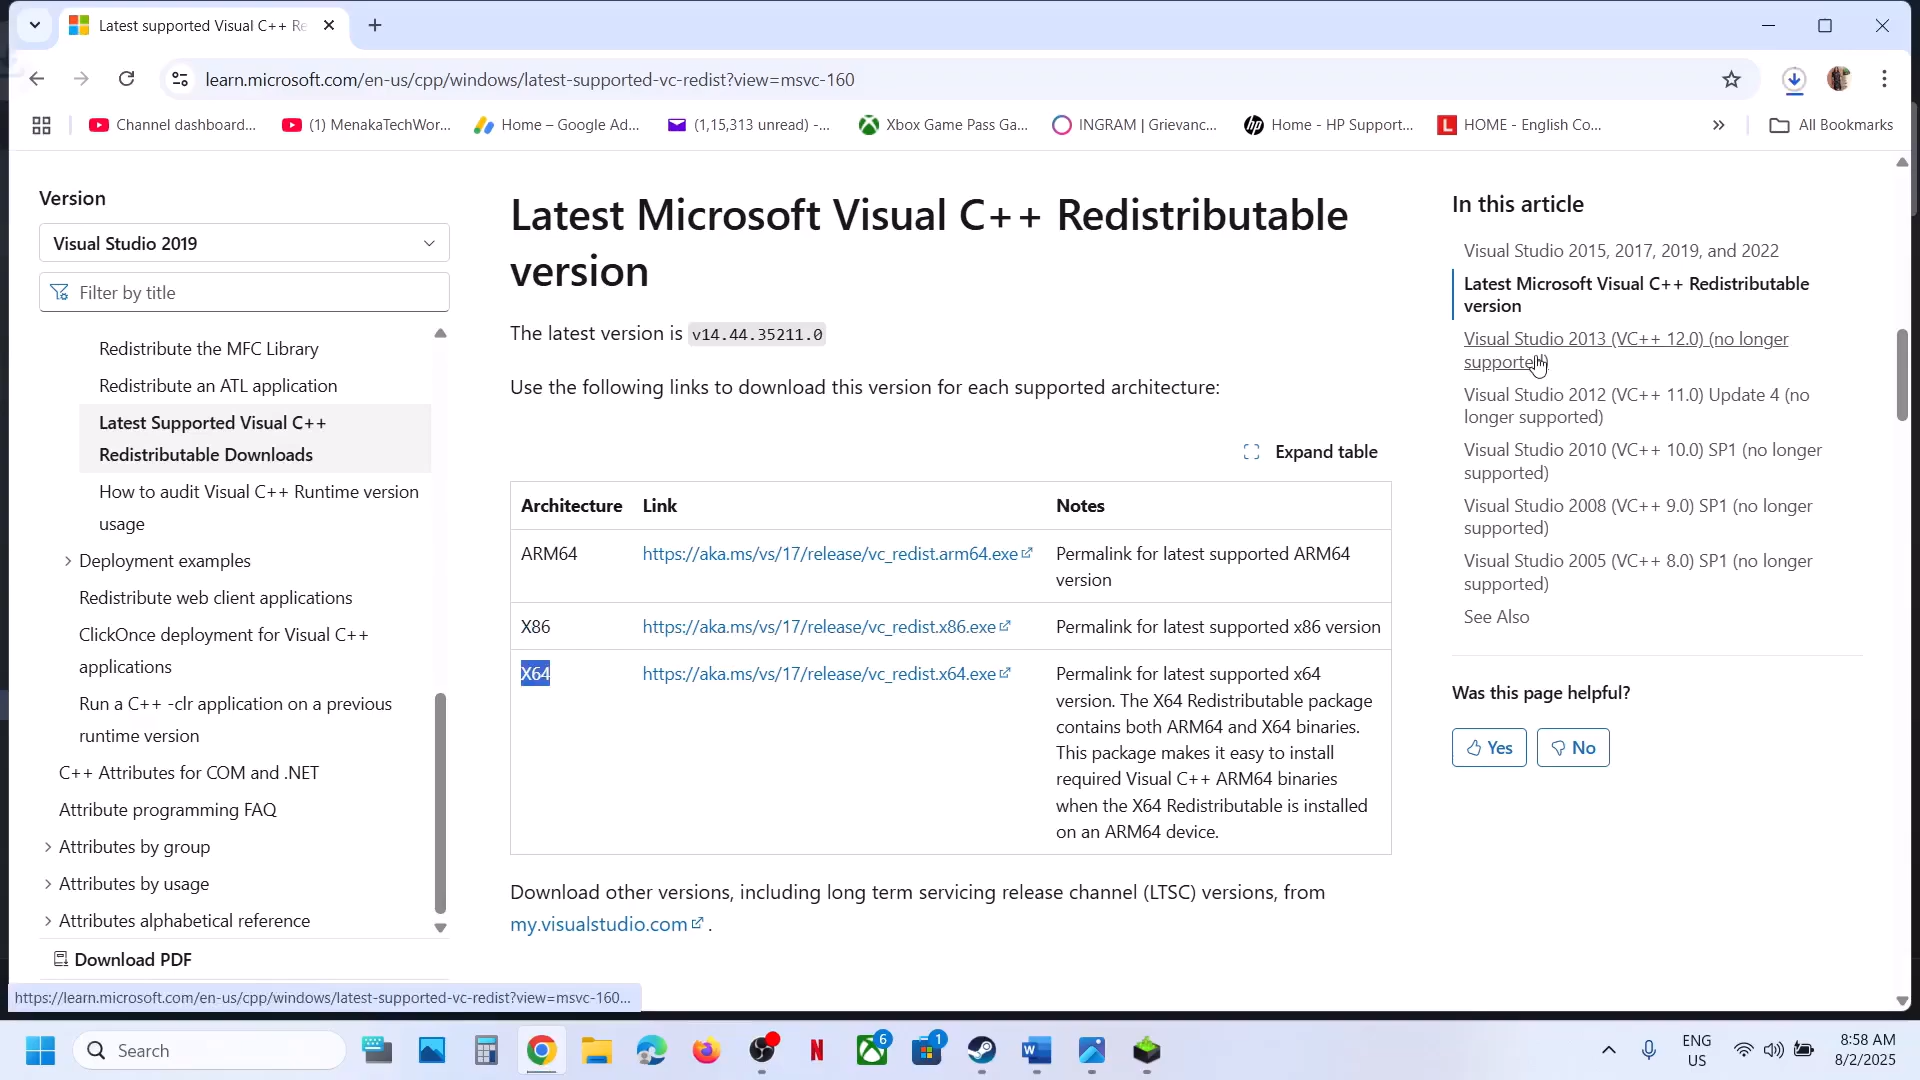 Latest supported Visual C++ Re
learn.microsoft.com/en-us/cpp/windows/latest-supported-vc-redist?view=msvc-160
Channel dashboard...
(1) MenakaTechWor...
Home – Google Ad...
(1,15,313 unread) -...
Xbox Game Pass Ga...
INGRAM | Grievanc...
Home - HP Support...
HOME - English Co...
All Bookmarks
Version
Visual Studio 2019
Filter by title
Redistribute the MFC Library
Redistribute an ATL application
Latest Supported Visual C++
Redistributable Downloads
How to audit Visual C++ Runtime version
usage
Deployment examples
Redistribute web client applications
ClickOnce deployment for Visual C++
applications
Run a C++ -clr application on a previous
runtime version
C++ Attributes for COM and .NET
Attribute programming FAQ
Attributes by group
Attributes by usage
Attributes alphabetical reference
Download PDF
Latest Microsoft Visual C++ Redistributable
version
The latest version is v14.44.35211.0
Use the following links to download this version for each supported architecture:
Expand table
Architecture Link Notes
ARM64 https://aka.ms/vs/17/release/vc_redist.arm64.exe Permalink for latest supported ARM64
version
X86 https://aka.ms/vs/17/release/vc_redist.x86.exe Permalink for latest supported x86 version
X64 https://aka.ms/vs/17/release/vc_redist.x64.exe Permalink for latest supported x64
version. The X64 Redistributable package
contains both ARM64 and X64 binaries.
This package makes it easy to install
required Visual C++ ARM64 binaries
when the X64 Redistributable is installed
on an ARM64 device.
Download other versions, including long term servicing release channel (LTSC) versions, from
my.visualstudio.com .
In this article
Visual Studio 2015, 2017, 2019, and 2022
Latest Microsoft Visual C++ Redistributable
version
Visual Studio 2013 (VC++ 12.0) (no longer
supported)
Visual Studio 2012 (VC++ 11.0) Update 4 (no
longer supported)
Visual Studio 2010 (VC++ 10.0) SP1 (no longer
supported)
Visual Studio 2008 (VC++ 9.0) SP1 (no longer
supported)
Visual Studio 2005 (VC++ 8.0) SP1 (no longer
supported)
See Also
Was this page helpful?
Yes
No
https://learn.microsoft.com/en-us/cpp/windows/latest-supported-vc-redist?view=msvc-160...
Search
6
1
ENG
US
8:58 AM
8/2/2025